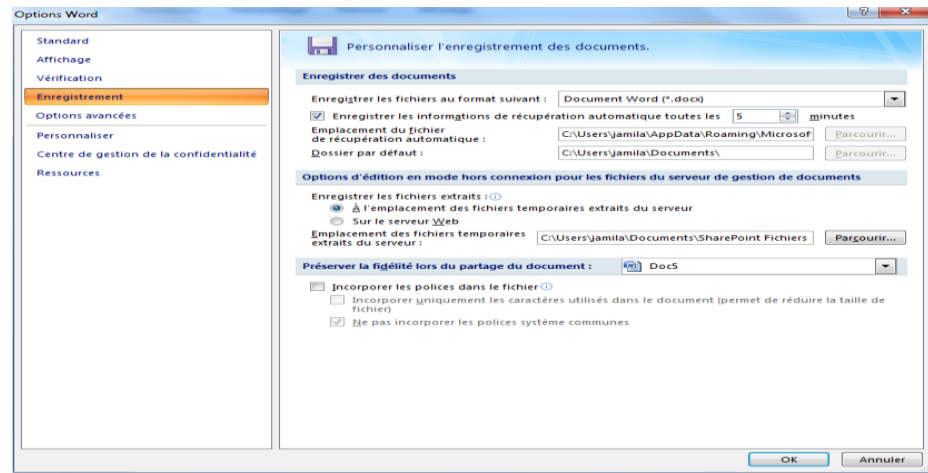 Options Word
Standard
Affichage
Vérification
Enregistrement
Options avancées
Personnaliser
Centre de gestion de la confidentialité
Ressources
Personnaliser l'enregistrement des documents.
Enregistrer des documents
Enregistrer les fichiers au format suivant : Document Word (*.docx)
Enregistrer les informations de récupération automatique toutes les 5 minutes
Emplacement du fichier
de récupération automatique : C:\Users\jamila\AppData\Roaming\Microsof Parcourir...
Dossier par défaut : C:\Users\jamila\Documents\ Parcourir...
Options d'édition en mode hors connexion pour les fichiers du serveur de gestion de documents
Enregistrer les fichiers extraits :
À l'emplacement des fichiers temporaires extraits du serveur
Sur le serveur Web
Emplacement des fichiers temporaires
extraits du serveur : C:\Users\jamila\Documents\SharePoint Fichiers Parcourir...
Préserver la fidélité lors du partage du document : Doc5
Incorporer les polices dans le fichier
Incorporer uniquement les caractères utilisés dans le document (permet de réduire la taille de
fichier)
Ne pas incorporer les polices système communes
OK Annuler